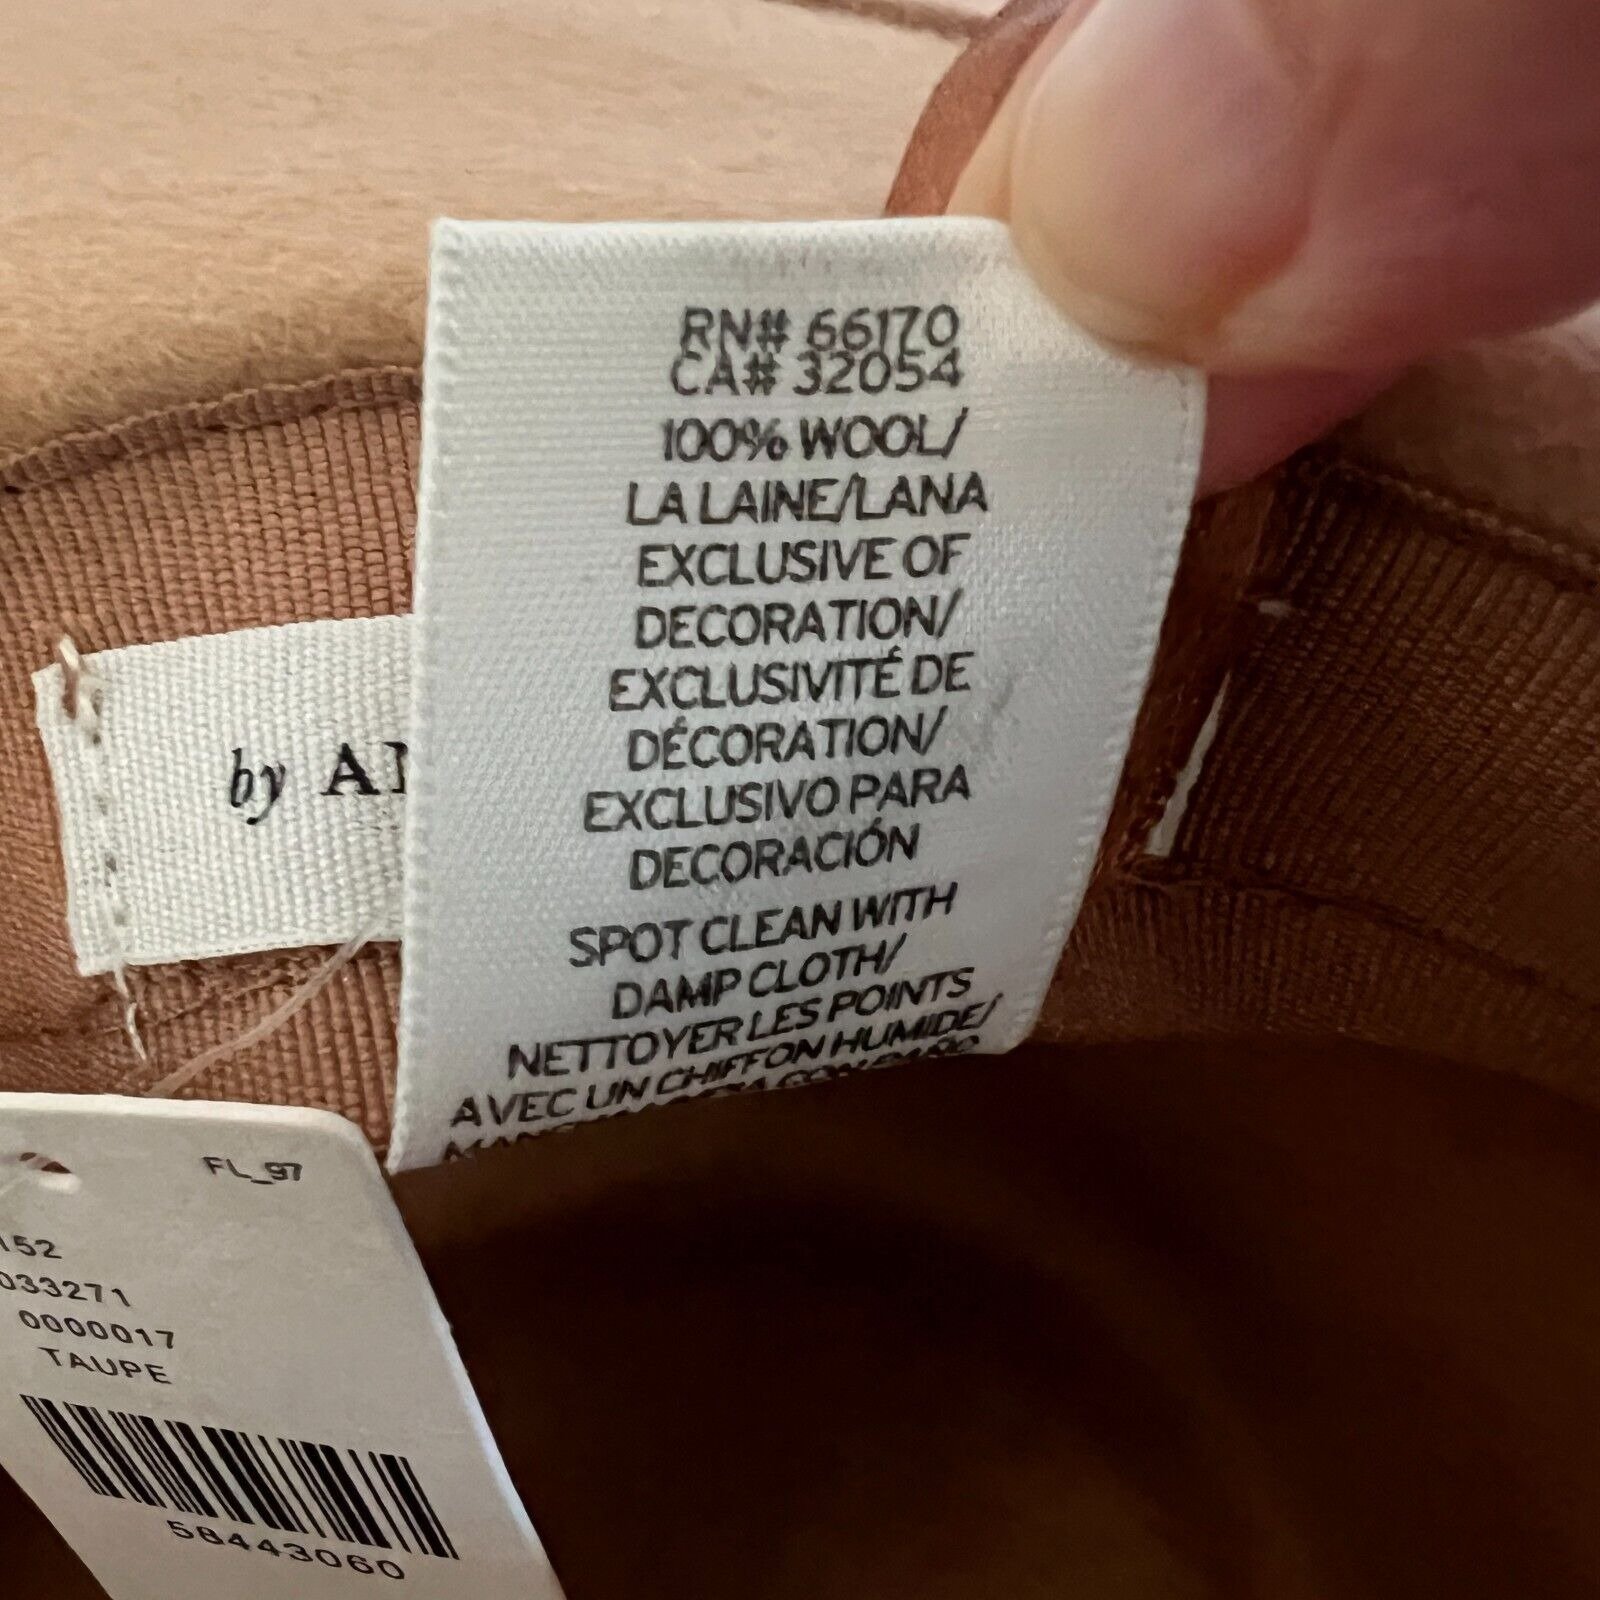 RN# 66170
CA# 32054
100% WOOL/
LA LAINE/LANA
EXCLUSIVE OF
DECORATION/
EXCLUSIVITÉ DE
DÉCORATION/
EXCLUSIVO PARA
DECORACIÓN
SPOT CLEAN WITH
DAMP CLOTH/
NETTOYER LES POINTS
AVEC UN CHIFFON HUMIDE/
by
FL_97
152
033271
0000017
TAUPE
58443060